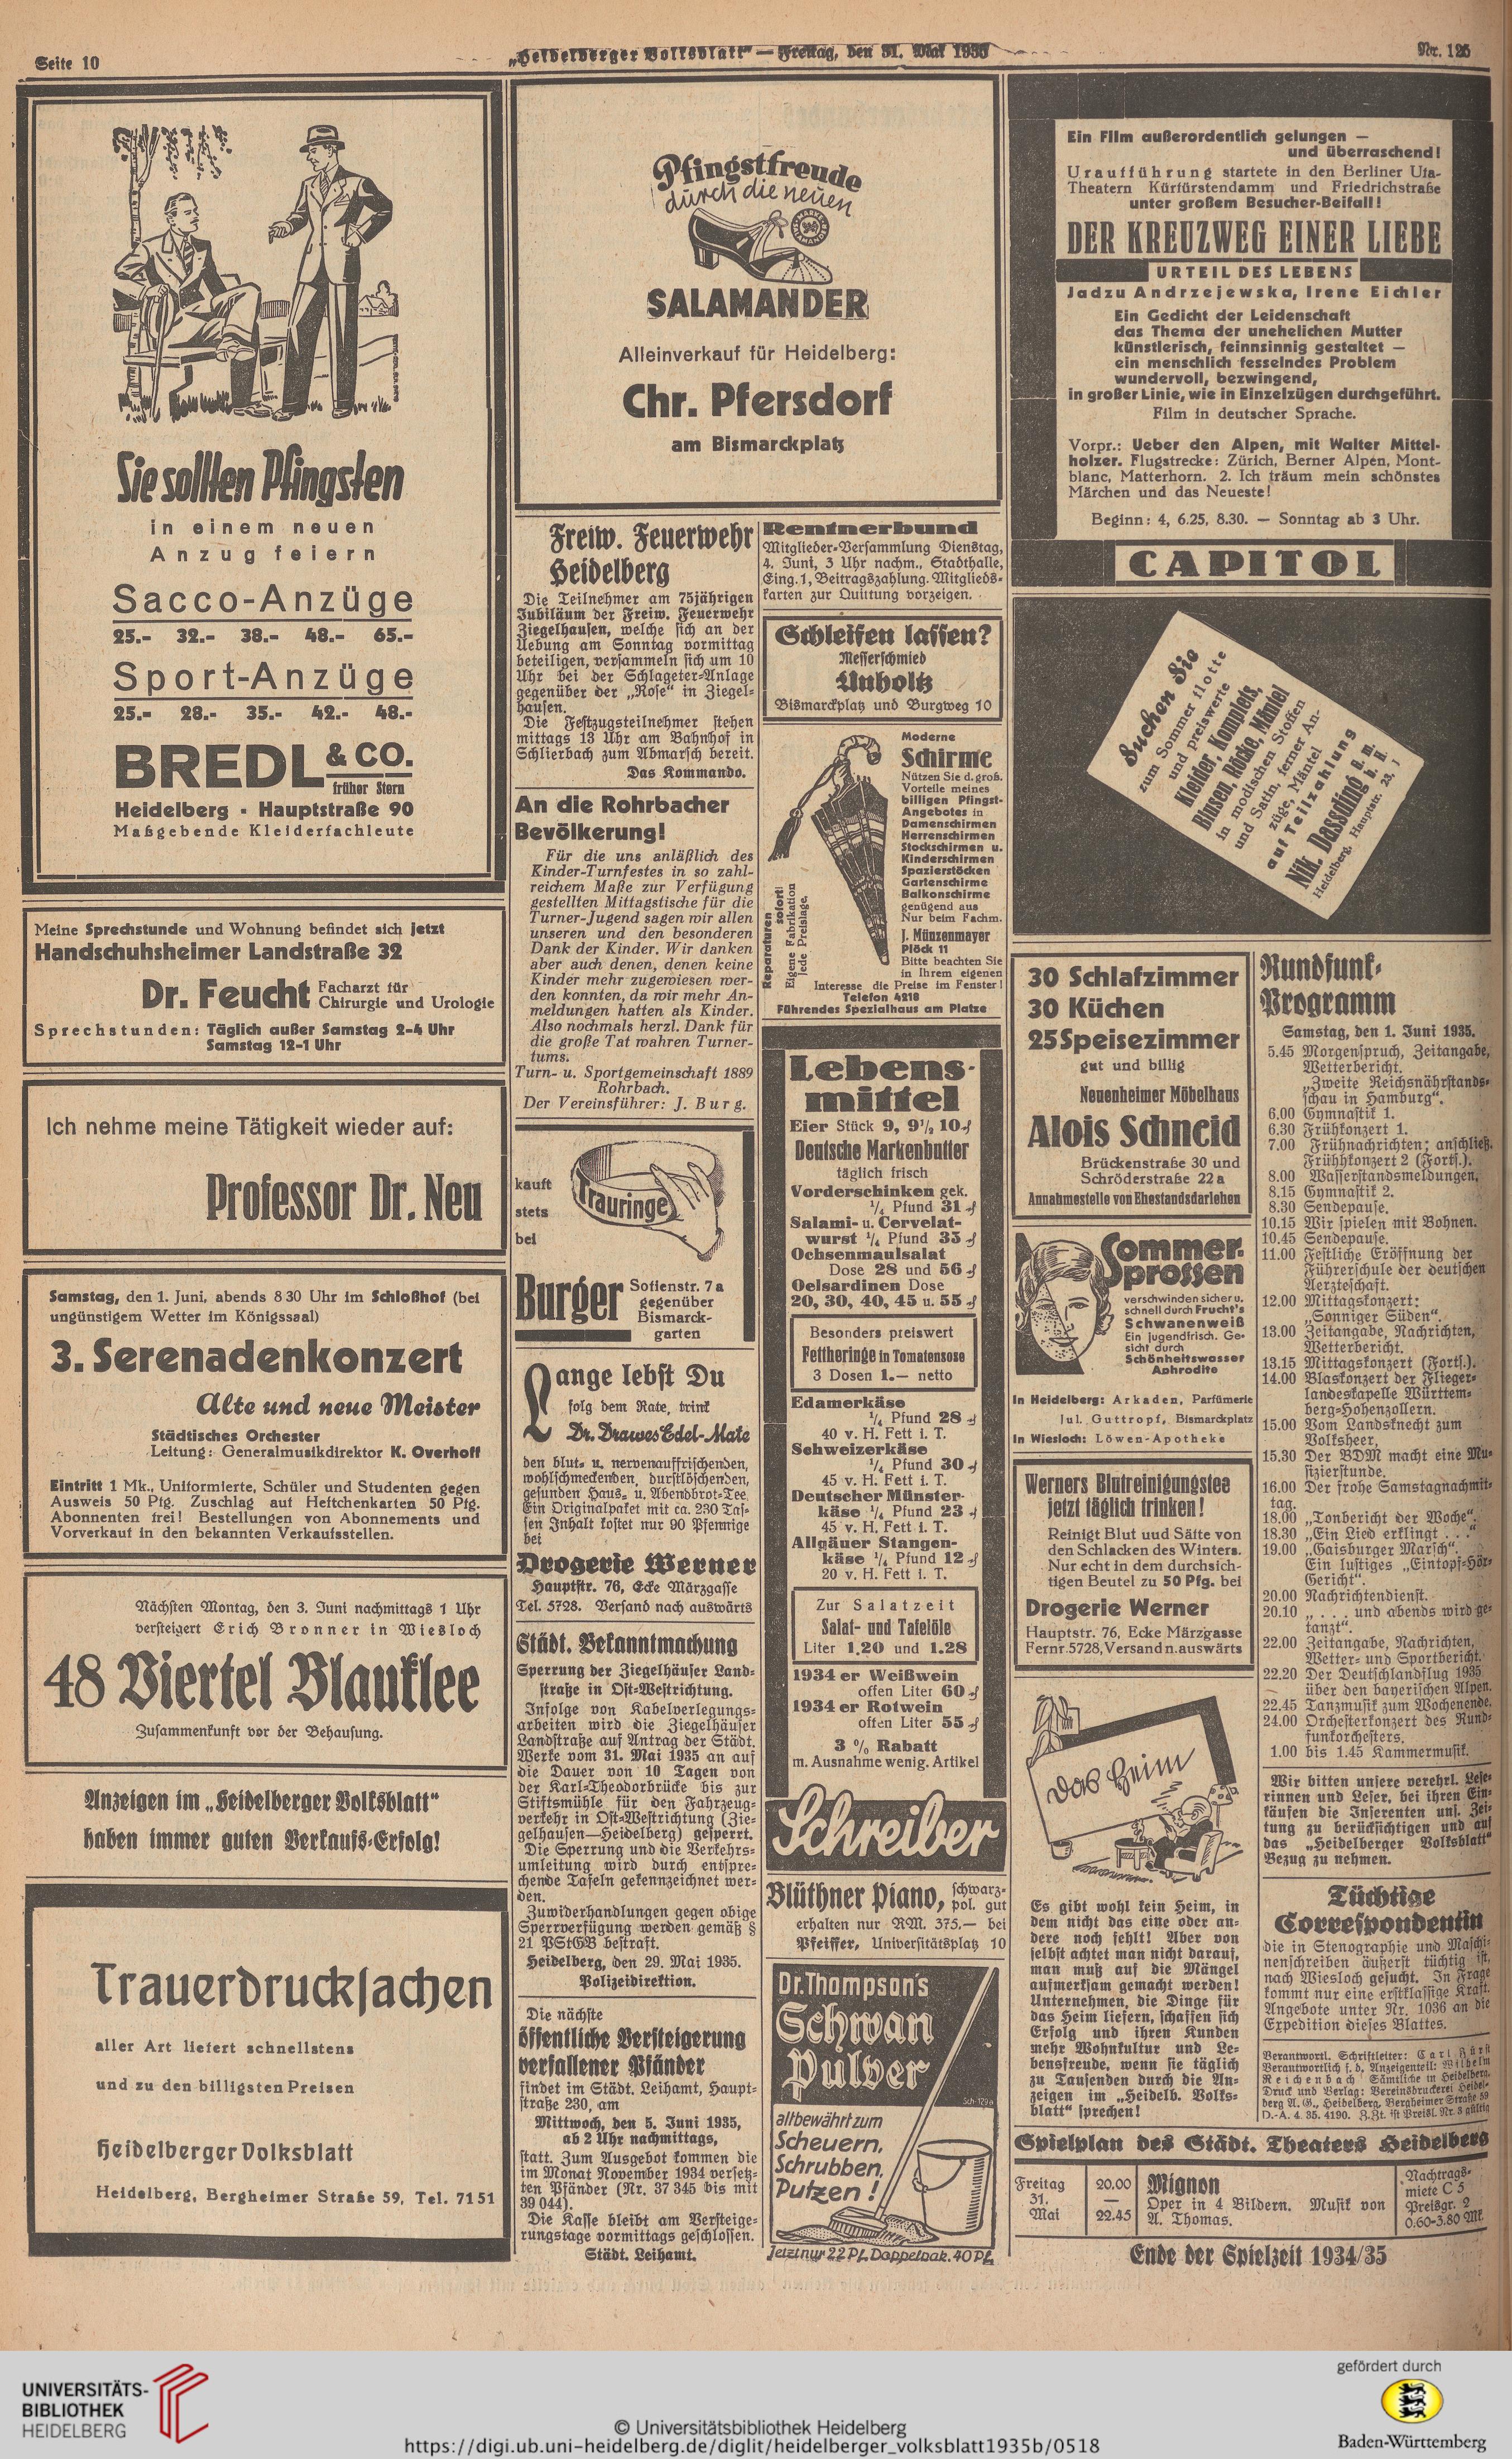 Seite 10
„Heidelberger Volksblatt“ — Freitag, den 31. Mai 1935
Nr. 125
Sie sollten Pfingsten
in einem neuen
Anzug feiern
Sacco-Anzüge
25.- 32.- 38.- 48.- 65.-
Sport-Anzüge
25.- 28.- 35.- 42.- 48.-
BREDL & CO.
früher Stern
Heidelberg - Hauptstraße 90
Maßgebende Kleiderfachleute
Meine Sprechstunde und Wohnung befindet sich jetzt
Handschuhsheimer Landstraße 32
Dr. Feucht Facharzt für
Chirurgie und Urologie
Sprechstunden: Täglich außer Samstag 2-4 Uhr
Samstag 12-1 Uhr
Ich nehme meine Tätigkeit wieder auf:
Professor Dr. Neu
Samstag, den 1. Juni, abends 8 30 Uhr im Schloßhof (bei
ungünstigem Wetter im Königssaal)
3. Serenadenkonzert
Alte und neue Meister
Städtisches Orchester
Leitung: Generalmusikdirektor K. Overhoff
Eintritt 1 Mk., Uniformierte, Schüler und Studenten gegen
Ausweis 50 Pfg. Zuschlag auf Heftchenkarten 50 Pfg.
Abonnenten frei! Bestellungen von Abonnements und
Vorverkauf in den bekannten Verkaufsstellen.
Nächsten Montag, den 3. Juni nachmittags 1 Uhr
versteigert Erich Bronner in Wiesloch
48 Viertel Blauklee
Zusammenkunft vor der Behausung.
Anzeigen im „Heidelberger Volksblatt“
haben immer guten Verkaufs-Erfolg!
Trauerdrucksachen
aller Art liefert schnellstens
und zu den billigsten Preisen
Heidelberger Volksblatt
Heidelberg, Bergheimer Straße 59, Tel. 7151
Pfingstfreude
durch die neuen
SALAMANDER
Alleinverkauf für Heidelberg:
Chr. Pfersdorf
am Bismarckplatz
Freiw. Feuerwehr
Heidelberg
Die Teilnehmer am 75jährigen
Jubiläum der Freiw. Feuerwehr
Ziegelhausen, welche sich an der
Uebung am Sonntag vormittag
beteiligen, versammeln sich um 10
Uhr bei der Schlageter-Anlage
gegenüber der „Rose“ in Ziegel-
hausen.
Die Festzugsteilnehmer stehen
mittags 13 Uhr am Bahnhof in
Schlierbach zum Abmarsch bereit.
Das Kommando.
An die Rohrbacher
Bevölkerung!
Für die uns anläßlich des
Kinder-Turnfestes in so zahl-
reichem Maße zur Verfügung
gestellten Mittagstische für die
Turner-Jugend sagen wir allen
unseren und den besonderen
Dank der Kinder. Wir danken
aber auch denen, denen keine
Kinder mehr zugewiesen wer-
den konnten, da wir mehr An-
meldungen hatten als Kinder.
Also nochmals herzl. Dank für
die große Tat wahren Turner-
tums.
Turn- u. Sportgemeinschaft 1889
Rohrbach.
Der Vereinsführer: J. Burg.
kauft
stets
bei
Trauringe
Burger Sofienstr. 7a
gegenüber
Bismarck-
garten
Lange lebst Du
folg dem Rate, trink
Dr. Drawes Edel-Mate
den blut- u. nervenauffrischenden,
wohlschmeckenden, durstlöschenden,
gesunden Haus- u. Abendbrot-Tee.
Ein Originalpaket mit ca. 230 Tas-
sen Inhalt kostet nur 90 Pfennige
bei
Drogerie Werner
Hauptstr. 76, Ecke Märzgasse
Tel. 5728. Versand nach auswärts
Städt. Bekanntmachung
Sperrung der Ziegelhäuser Land-
straße in Ost-Westrichtung.
Infolge von Kabelverlegungs-
arbeiten wird die Ziegelhäuser
Landstraße auf Antrag der Städt.
Werke vom 31. Mai 1935 an auf
die Dauer von 10 Tagen von
der Karl-Theodorbrücke bis zur
Stiftsmühle für den Fahrzeug-
verkehr in Ost-Westrichtung (Zie-
gelhausen—Heidelberg) gesperrt.
Die Sperrung und die Verkehrs-
umleitung wird durch entspre-
chende Tafeln gekennzeichnet wer-
den.
Zuwiderhandlungen gegen obige
Sperrverfügung werden gemäß §
21 PStGB bestraft.
Heidelberg, den 29. Mai 1935.
Polizeidirektion.
Die nächste
öffentliche Versteigerung
verfallener Pfänder
findet im Städt. Leihamt, Haupt-
straße 230, am
Mittwoch, den 5. Juni 1935,
ab 2 Uhr nachmittags,
statt. Zum Ausgebot kommen die
im Monat November 1934 versetz-
ten Pfänder (Nr. 37 345 bis mit
39 044).
Die Kasse bleibt am Versteige-
rungstage vormittags geschlossen.
Städt. Leihamt.
Rentnerbund
Mitglieder-Versammlung Dienstag,
4. Juni, 3 Uhr nachm., Stadthalle,
Eing. 1, Beitragszahlung. Mitglieds-
karten zur Quittung vorzeigen.
Schleifen lassen?
Messerschmied
Unholtz
Bismarckplatz und Burgweg 10
Moderne
Schirme
Nützen Sie d. groß.
Vorteile meines
billigen Pfingst-
Angebotes in
Damenschirmen
Herrenschirmen
Stockschirmen u.
Kinderschirmen
Spazierstöcken
Gartenschirme
Balkonschirme
genügend aus
Nur beim Fachm.
J. Münzenmayer
Plöck 11
Bitte beachten Sie
in Ihrem eigenen
Interesse die Preise im Fenster!
Telefon 4218
Führendes Spezialhaus am Platze
Reparaturen
sofort!
Eigene Fabrikation
jede Preislage.
Lebens-
mittel
Eier Stück 9, 9½ 10 ₰
Deutsche Markenbutter
täglich frisch
Vorderschinken gek.
¼ Pfund 31 ₰
Salami- u. Cervelat-
wurst ¼ Pfund 35 ₰
Ochsenmaulsalat
Dose 28 und 56 ₰
Oelsardinen Dose
20, 30, 40, 45 u. 55 ₰
Besonders preiswert
Fettheringe in Tomatensose
3 Dosen 1.— netto
Edamerkäse
¼ Pfund 28 ₰
40 v. H. Fett i. T.
Schweizerkäse
¼ Pfund 30 ₰
45 v. H. Fett i. T.
Deutscher Münster-
käse ¼ Pfund 23 ₰
45 v. H. Fett i. T.
Allgäuer Stangen-
käse ¼ Pfund 12 ₰
20 v. H. Fett i. T.
Zur Salatzeit
Salat- und Tafelöle
Liter 1.20 und 1.28
1934 er Weißwein
offen Liter 60 ₰
1934 er Rotwein
offen Liter 55 ₰
3 % Rabatt
m. Ausnahme wenig. Artikel
Schreiber
Blüthner Piano, schwarz-
pol. gut
erhalten nur RM. 375.— bei
Pfeiffer, Universitätsplatz 10
Dr. Thompson's
Schwan
Pulver
Sch 129a
altbewährt zum
Scheuern,
Schrubben,
Putzen!
Jetzt nur 22 Pf. Doppelpak. 40 Pf.
Ein Film außerordentlich gelungen —
und überraschend!
Uraufführung startete in den Berliner Ufa-
Theatern Kürfürstendamm und Friedrichstraße
unter großem Besucher-Beifall!
DER KREUZWEG EINER LIEBE
URTEIL DES LEBENS
Jadzu Andrzejewska, Irene Eichler
Ein Gedicht der Leidenschaft
das Thema der unehelichen Mutter
künstlerisch, feinnsinnig gestaltet —
ein menschlich fesselndes Problem
wundervoll, bezwingend,
in großer Linie, wie in Einzelzügen durchgeführt.
Film in deutscher Sprache.
Vorpr.: Ueber den Alpen, mit Walter Mittel-
holzer. Flugstrecke: Zürich, Berner Alpen, Mont-
blanc, Matterhorn. 2. Ich träum mein schönstes
Märchen und das Neueste!
Beginn: 4, 6.25, 8.30. — Sonntag ab 3 Uhr.
CAPITOL
Suchen Sie
zum Sommer flotte
und preiswerte
Kleider, Komplets,
Blusen, Röcke, Mäntel
in modischen Stoffen
und Satin, ferner An-
züge, Mäntel
auf Teilzahlung
Nik. Dassding G. m. b. H.
Heidelberg, Hauptstr. 23, I
30 Schlafzimmer
30 Küchen
25 Speisezimmer
gut und billig
Neuenheimer Möbelhaus
Alois Schneid
Brückenstraße 30 und
Schröderstraße 22a
Annahmestelle von Ehestandsdarlehen
Sommer-
sprossen
verschwinden sicher u.
schnell durch Frucht's
Schwanenweiß
Ein jugendfrisch. Ge-
sicht durch
Schönheitswasser
Aphrodite
In Heidelberg: Arkaden, Parfümerie
Jul. Guttropf, Bismarckplatz
In Wiesloch: Löwen-Apotheke
Werners Blutreinigungstee
jetzt täglich trinken!
Reinigt Blut uud Säfte von
den Schlacken des Winters.
Nur echt in dem durchsich-
tigen Beutel zu 50 Pfg. bei
Drogerie Werner
Hauptstr. 76, Ecke Märzgasse
Fernr. 5728, Versand n. auswärts
Das Heim
Es gibt wohl kein Heim, in
dem nicht das eine oder an-
dere noch fehlt! Aber von
selbst achtet man nicht darauf,
man muß auf die Mängel
aufmerksam gemacht werden!
Unternehmen, die Dinge für
das Heim liefern, schaffen sich
Erfolg und ihren Kunden
mehr Wohnkultur und Le-
bensfreude, wenn sie täglich
zu Tausenden durch die An-
zeigen im „Heidelb. Volks-
blatt“ sprechen!
Rundfunk-
Programm
Samstag, den 1. Juni 1935.
5.45 Morgenspruch, Zeitangabe,
Wetterbericht.
„Zweite Reichsnährstands-
schau in Hamburg“.
6.00 Gymnastik 1.
6.30 Frühkonzert 1.
7.00 Frühnachrichten; anschließ.
Frühhkonzert 2 (Forts.).
8.00 Wasserstandsmeldungen.
8.15 Gymnastik 2.
8.30 Sendepause.
10.15 Wir spielen mit Bohnen.
10.45 Sendepause.
11.00 Festliche Eröffnung der
Führerschule der deutschen
Aerzteschaft.
12.00 Mittagskonzert:
„Sonniger Süden“.
13.00 Zeitangabe, Nachrichten,
Wetterbericht.
13.15 Mittagskonzert (Forts.).
14.00 Blaskonzert der Flieger-
landeskapelle Württem-
berg-Hohenzollern.
15.00 Vom Landsknecht zum
Volksheer.
15.30 Der BDM macht eine Mu-
sizierstunde.
16.00 Der frohe Samstagnachmit-
tag.
18.00 „Tonbericht der Woche“.
18.30 „Ein Lied erklingt . . .“
19.00 „Gaisburger Marsch“.
Ein lustiges „Eintopf-Hör-
Gericht“.
20.00 Nachrichtendienst.
20.10 „. . . und abends wird ge-
tanzt“.
22.00 Zeitangabe, Nachrichten,
Wetter- und Sportbericht.
22.20 Der Deutschlandflug 1935
über den bayerischen Alpen.
22.45 Tanzmusik zum Wochenende.
24.00 Orchesterkonzert des Rund-
funkorchesters.
1.00 bis 1.45 Kammermusik.
Wir bitten unsere verehrl. Lese-
rinnen und Leser, bei ihren Ein-
käufen die Inserenten uns. Zei-
tung zu berücksichtigen und auf
das „Heidelberger Volksblatt“
Bezug zu nehmen.
Tüchtige
Correspondentin
die in Stenographie und Maschi-
nenschreiben äußerst tüchtig ist,
nach Wiesloch gesucht. In Frage
kommt nur eine erstklassige Kraft.
Angebote unter Nr. 1036 an die
Expedition dieses Blattes.
Verantwortl. Schriftleiter: Carl Fürst
Verantwortlich f. d. Anzeigenteil: Wilhelm
Reichenbach Sämtliche in Heidelberg.
Druck und Verlag: Vereinsdruckerei Heidel-
berg A. G., Heidelberg, Bergheimer Straße 59
D.-A. 4. 35. 4190. Z.Zt. ist Preisl. Nr. 3 gültig
Spielplan des Städt. Theaters Heidelberg
Freitag
31.
Mai
20.00
—
22.45
Mignon
Oper in 4 Bildern. Musik von
A. Thomas.
Nachtrags-
miete C 5
Preisgr. 2
0.60-3.80 Mk.
Ende der Spielzeit 1934/35
UNIVERSITÄTS-
BIBLIOTHEK
HEIDELBERG
© Universitätsbibliothek Heidelberg
https://digi.ub.uni-heidelberg.de/diglit/heidelberger_volksblatt1935b/0518
gefördert durch
Baden-Württemberg